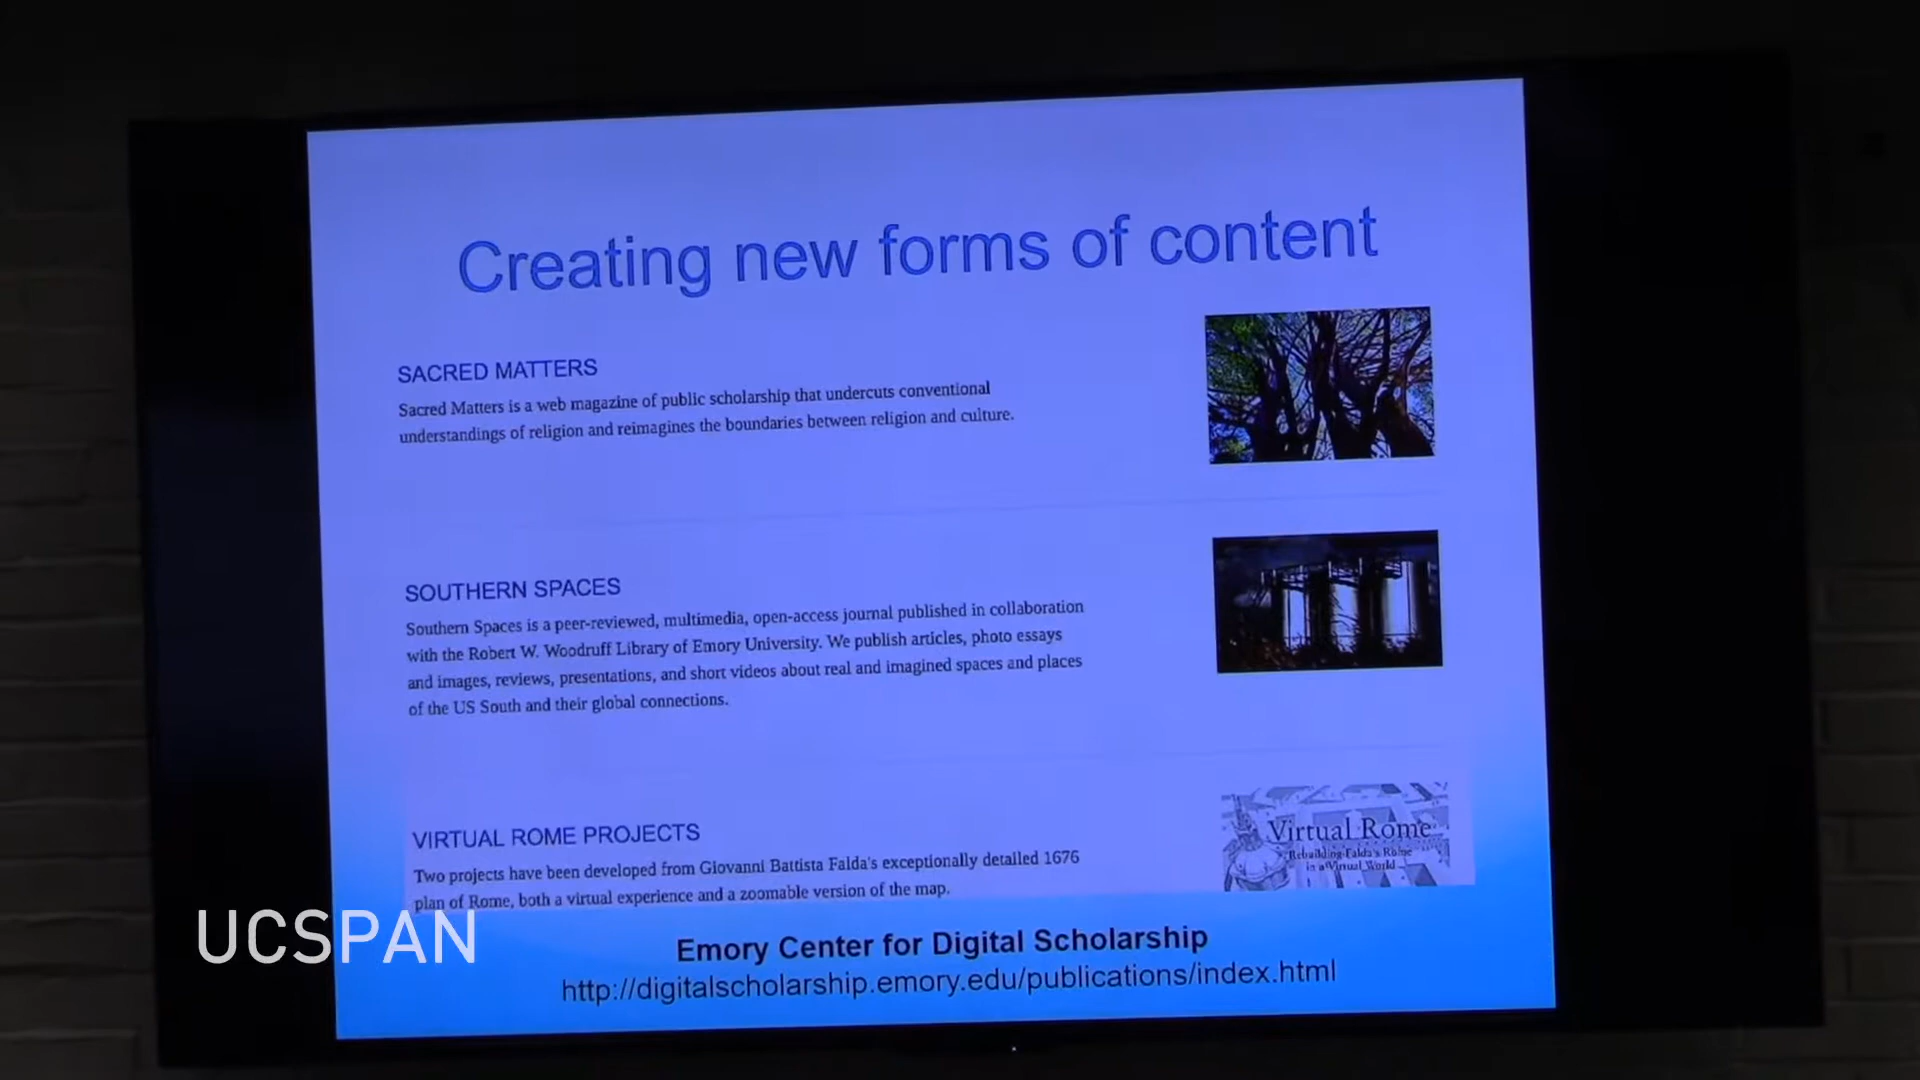 Creating new forms of content
SACRED MATTERS
Sacred Matters is a web magazine of public scholarship that undercuts conventional
understandings of religion and reimagines the boundaries between religion and culture.
SOUTHERN SPACES
Southern Spaces is a peer-reviewed, multimedia, open-access journal published in collaboration
with the Robert W. Woodruff Library of Emory University. We publish articles, photo essays
and images, reviews, presentations, and short videos about real and imagined spaces and places
of the US South and their global connections.
VIRTUAL ROME PROJECTS
Two projects have been developed from Giovanni Battista Falda's exceptionally detailed 1676
plan of Rome, both a virtual experience and a zoomable version of the map.
Virtual Rome
Rebuilding Falda's Rome
in a Virtual World
Emory Center for Digital Scholarship
http://digitalscholarship.emory.edu/publications/index.html
UCSPAN